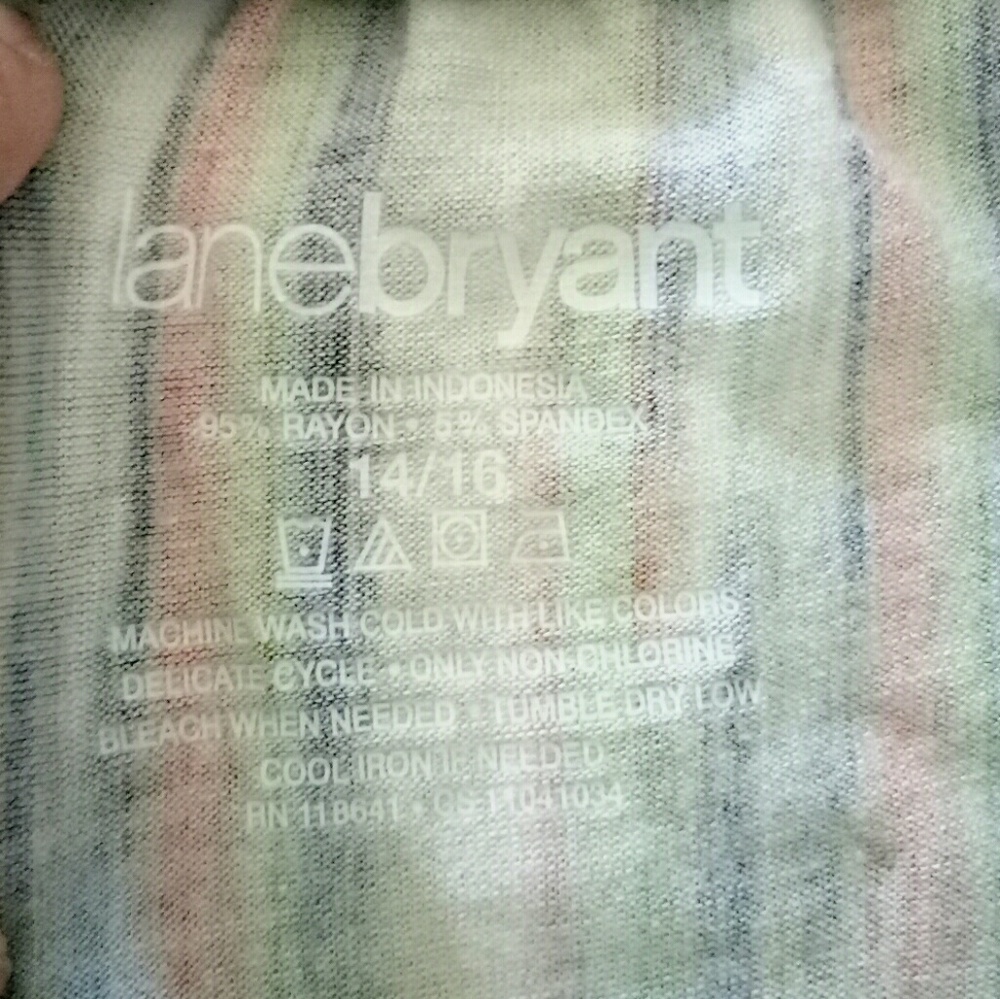 lanebryant
MADE IN INDONESIA
95% RAYON • 5% SPANDEX
14/16
MACHINE WASH COLD WITH LIKE COLORS
DELICATE CYCLE • ONLY NON-CHLORINE
BLEACH WHEN NEEDED • TUMBLE DRY LOW
COOL IRON IF NEEDED
RN 118641 • CS 11041034